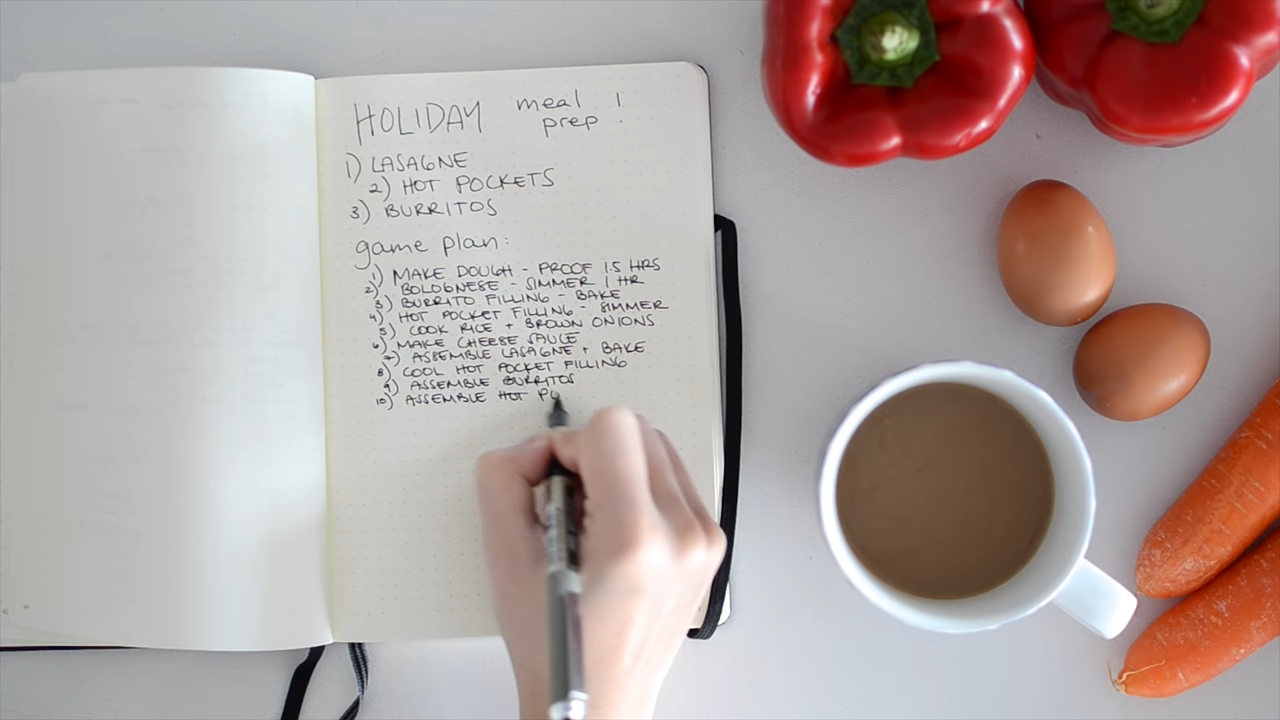 HOLIDAY meal prep!
1) LASAGNE
2) HOT POCKETS
3) BURRITOS
game plan:
1) MAKE DOUGH - PROOF 1.5 HRS
2) BOLOGNESE - SIMMER 1 HR
3) BURRITO FILLING - BAKE
4) HOT POCKET FILLING - SIMMER
5) COOK RICE + BROWN ONIONS
6) MAKE CHEESE SAUCE
7) ASSEMBLE LASAGNE + BAKE
8) COOL HOT POCKET FILLING
9) ASSEMBLE BURRITOS
10) ASSEMBLE HOT PO